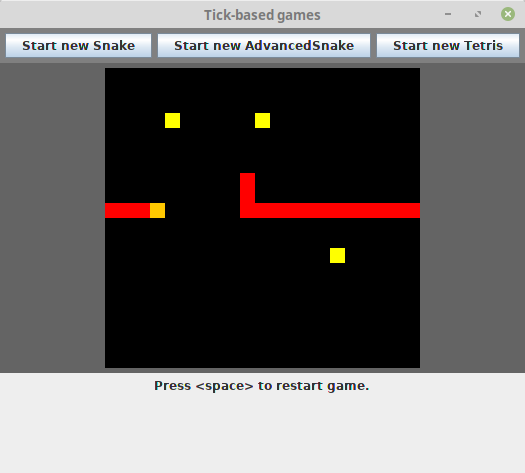 Tick-based games
Start new Snake Start new AdvancedSnake Start new Tetris
Press <space> to restart game.